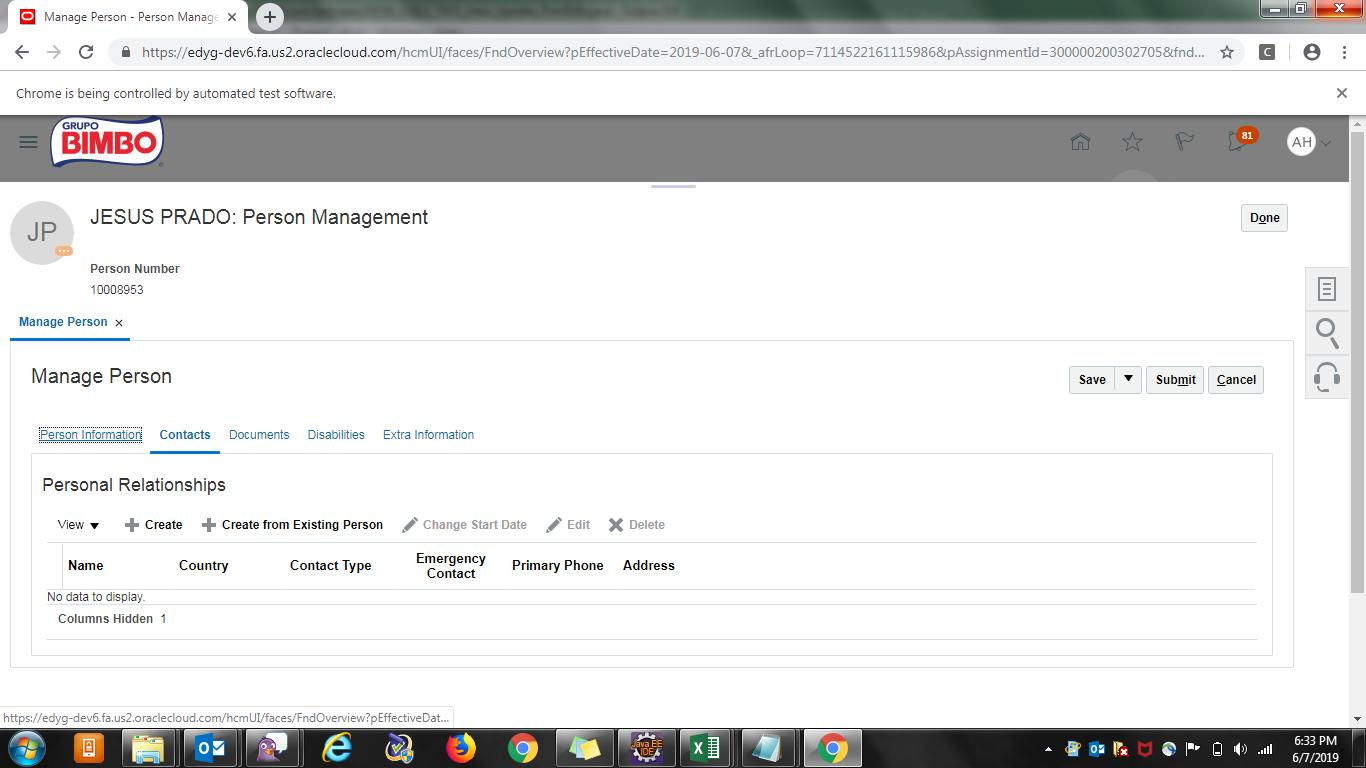 Manage Person - Person Manage
https://edyg-dev6.fa.us2.oraclecloud.com/hcmUI/faces/FndOverview?pEffectiveDate=2019-06-07&_afrLoop=7114522161115986&pAssignmentId=300000200302705&fnd...
C
Chrome is being controlled by automated test software.
GRUPO
BIMBO
81
AH
JP
JESUS PRADO: Person Management
Done
Person Number
10008953
Manage Person
Manage Person
Save
Submit
Cancel
Person Information Contacts Documents Disabilities Extra Information
Personal Relationships
View Create Create from Existing Person Change Start Date Edit Delete
Name Country Contact Type Emergency Contact Primary Phone Address
No data to display.
Columns Hidden 1
https://edyg-dev6.fa.us2.oraclecloud.com/hcmUI/faces/FndOverview?pEffectiveDat...
Java EE
IDE
6:33 PM
6/7/2019